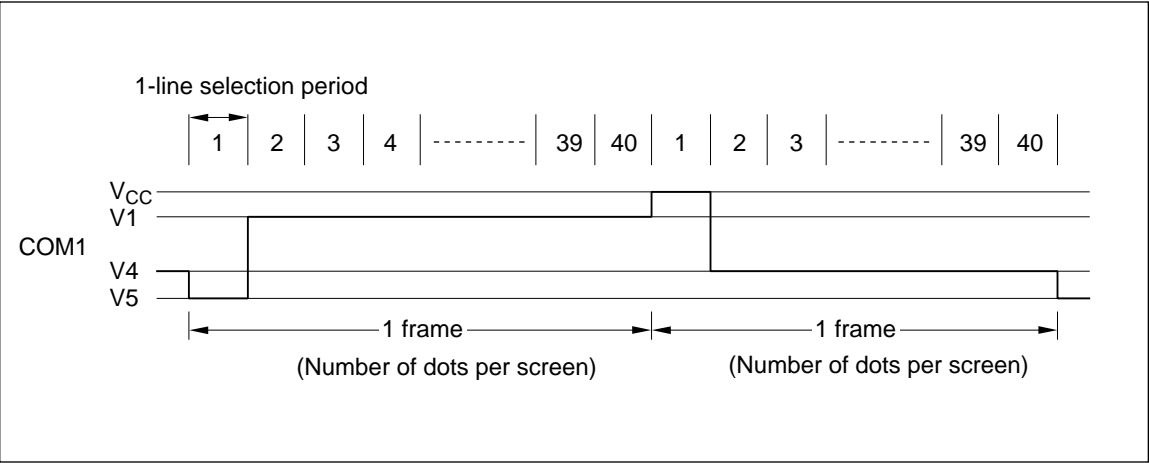 1-line selection period
1 2 3 4 39 40 1 2 3 39 40
VCC
V1
COM1
V4
V5
1 frame 1 frame
(Number of dots per screen) (Number of dots per screen)